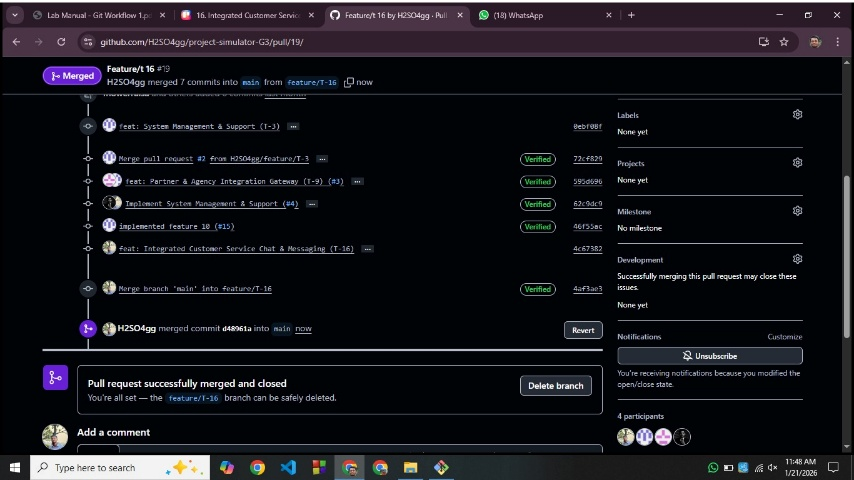 Lab Manual - Git Workflow 1.pdf
16. Integrated Customer Servic
Feature/t 16 by H2SO4gg · Pull
(18) WhatsApp
github.com/H2SO4gg/project-simulator-G3/pull/19/
Merged
Feature/t 16 #19
H2SO4gg merged 7 commits into main from feature/T-16 now
feat: System Management & Support (T-3) ...
0ebf08f
Merge pull request #2 from H2SO4gg/feature/T-3 ...
Verified
72cf829
feat: Partner & Agency Integration Gateway (T-9) (#3) ...
Verified
595d696
Implement System Management & Support (#4) ...
Verified
62c9dc9
implemented feature 10 (#15)
Verified
46f55ac
feat: Integrated Customer Service Chat & Messaging (T-16) ...
4c67382
Merge branch 'main' into feature/T-16
Verified
4af3ae3
H2SO4gg merged commit d48961a into main now
Revert
Pull request successfully merged and closed
You're all set — the feature/T-16 branch can be safely deleted.
Delete branch
Add a comment
Labels
None yet
Projects
None yet
Milestone
No milestone
Development
Successfully merging this pull request may close these
issues.
None yet
Notifications
Customize
Unsubscribe
You're receiving notifications because you modified the
open/close state.
4 participants
Type here to search
11:48 AM
1/21/2026